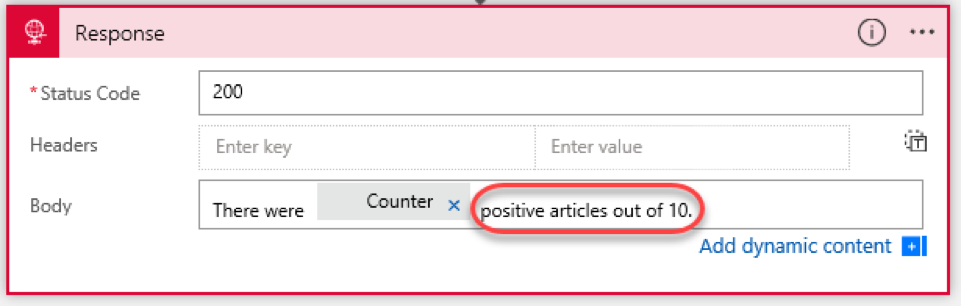 Response
* Status Code 200
Headers Enter key Enter value
Body There were Counter × positive articles out of 10.
Add dynamic content